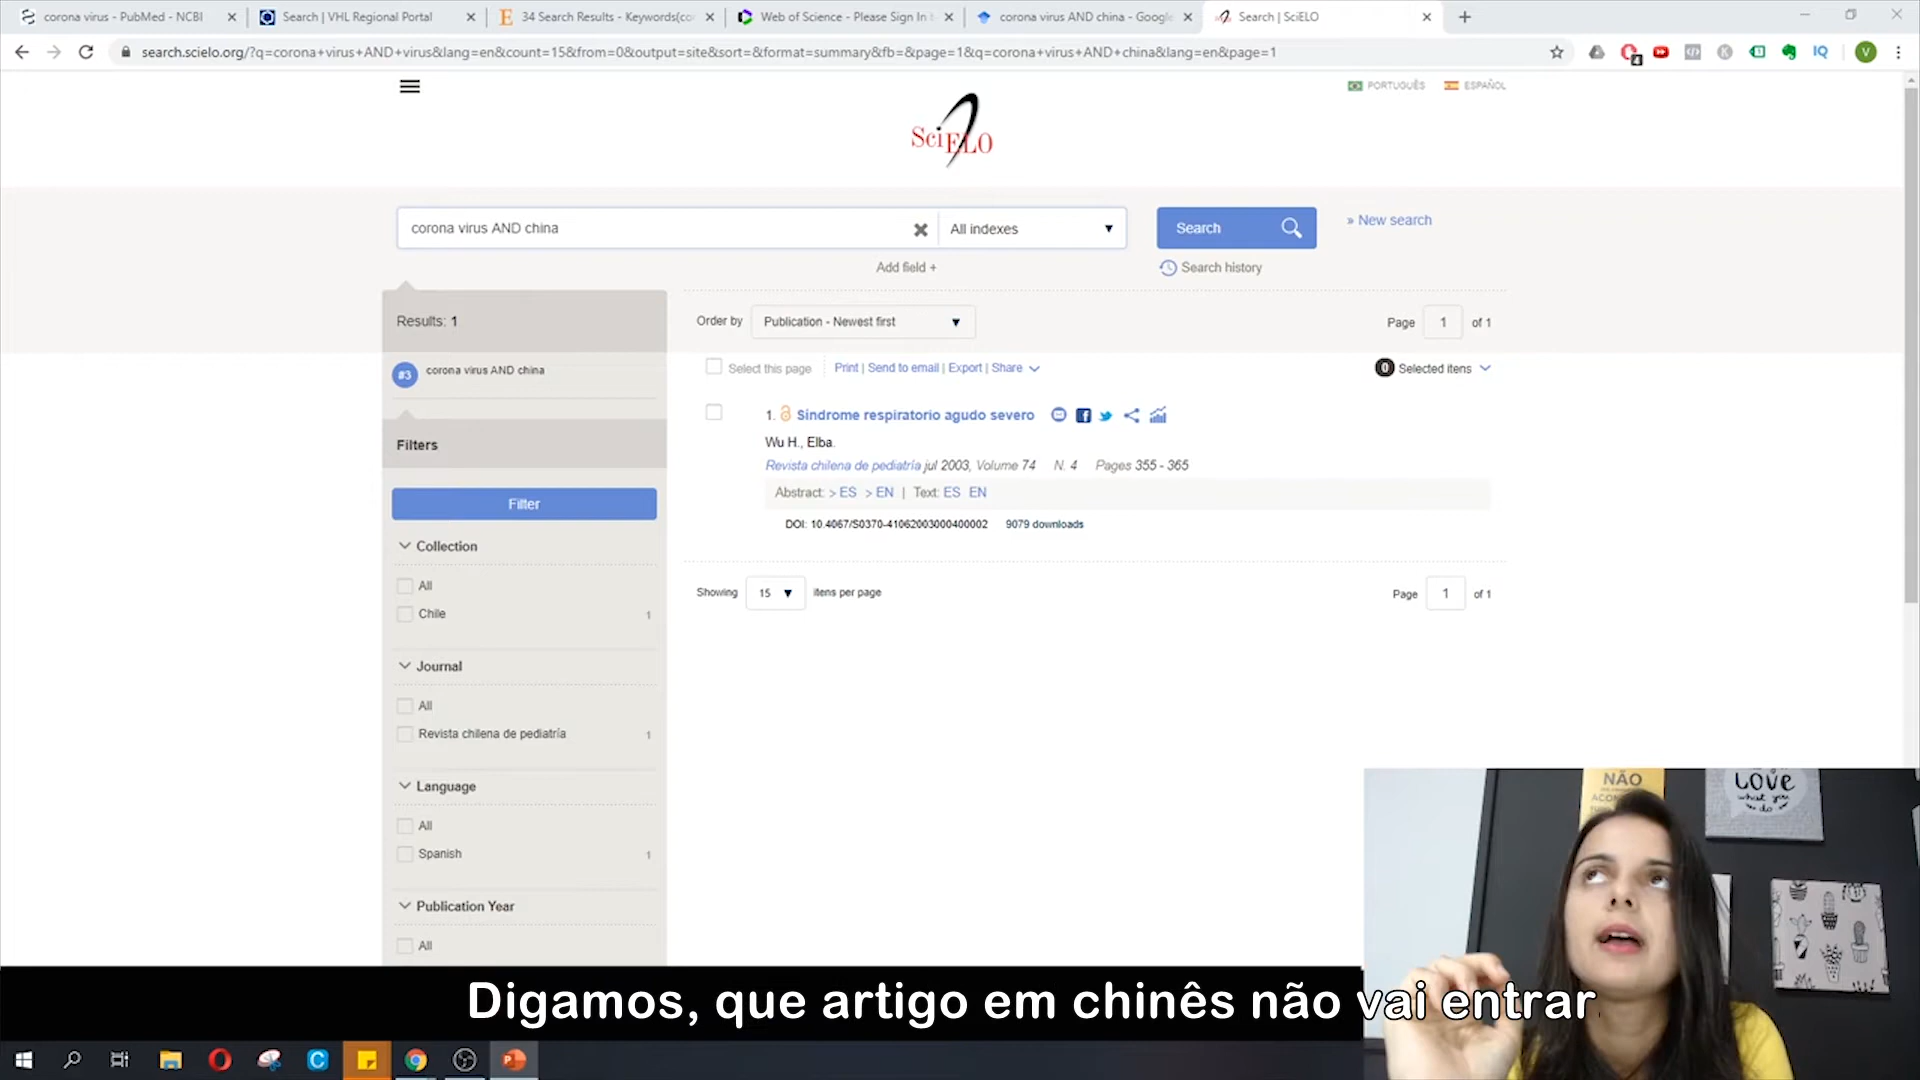 corona virus - PubMed - NCBI
Search | VHL Regional Portal
34 Search Results - Keywords(co
Web of Science - Please Sign In t
corona virus AND china - Google
Search | SciELO
search.scielo.org/?q=corona+virus+AND+virus&lang=en&count=15&from=0&output=site&sort=&format=summary&fb=&page=1&q=corona+virus+AND+china&lang=en&page=1
PORTUGUÊS ESPAÑOL
SciELO
corona virus AND china
All indexes
Search
» New search
Add field +
Search history
Results: 1
Order by
Publication - Newest first
Page 1 of 1
#3 corona virus AND china
Select this page
Print | Send to email | Export | Share
0 Selected itens
1. Síndrome respiratorio agudo severo
Wu H., Elba.
Revista chilena de pediatría jul 2003, Volume 74 N. 4 Pages 355 - 365
Abstract: > ES > EN | Text: ES EN
DOI: 10.4067/S0370-41062003000400002 9079 downloads
Showing 15 itens per page
Page 1 of 1
Filters
Filter
Collection
All
Chile 1
Journal
All
Revista chilena de pediatría 1
Language
All
Spanish 1
Publication Year
All
NÃO
LOVE
what you
do
Digamos, que artigo em chinês não vai entrar